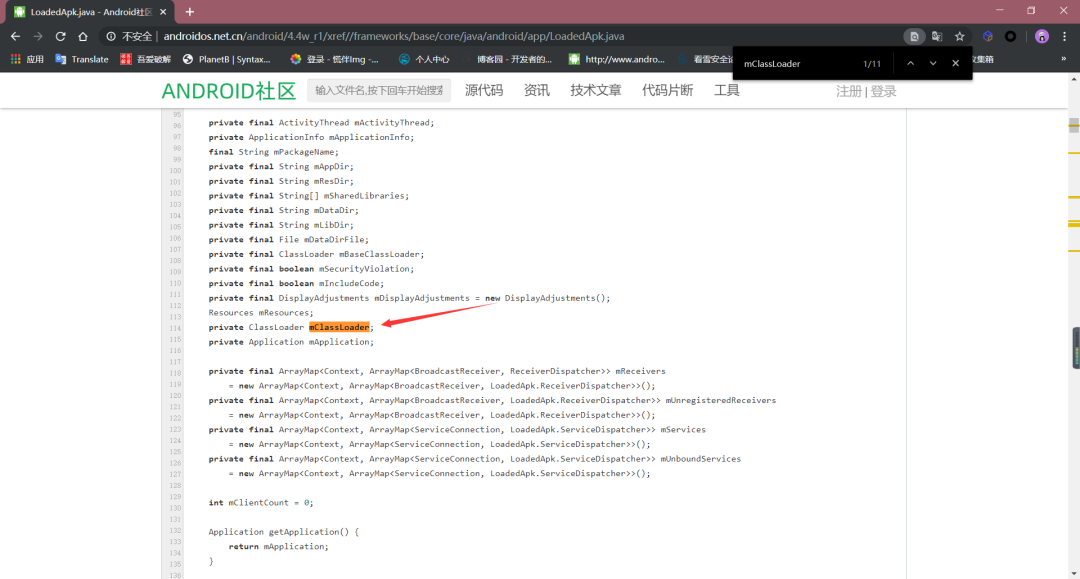 LoadedApk.java - Android社区
不安全 | androidos.net.cn/android/4.4w_r1/xref//frameworks/base/core/java/android/app/LoadedApk.java
应用 Translate 吾爱破解 PlanetB | Syntax... 登录 - 慌伴Img -... 个人中心 博客园 - 开发者的... http://www.andro... 看雪安全论 收集箱 »
mClassLoader 1/11
ANDROID社区 输入文件名,按下回车开始搜索 源代码 资讯 技术文章 代码片断 工具 注册 | 登录
95
96 private final ActivityThread mActivityThread;
97 private ApplicationInfo mApplicationInfo;
98 final String mPackageName;
99 private final String mAppDir;
100 private final String mResDir;
101
102 private final String[] mSharedLibraries;
103 private final String mDataDir;
104
105 private final String mLibDir;
106 private final File mDataDirFile;
107 private final ClassLoader mBaseClassLoader;
108
109 private final boolean mSecurityViolation;
110 private final boolean mIncludeCode;
111 private final DisplayAdjustments mDisplayAdjustments = new DisplayAdjustments();
112
113 Resources mResources;
114 private ClassLoader mClassLoader;
115 private Application mApplication;
116
117
118 private final ArrayMap<Context, ArrayMap<BroadcastReceiver, ReceiverDispatcher>> mReceivers
119 = new ArrayMap<Context, ArrayMap<BroadcastReceiver, LoadedApk.ReceiverDispatcher>>();
120 private final ArrayMap<Context, ArrayMap<BroadcastReceiver, LoadedApk.ReceiverDispatcher>> mUnregisteredReceivers
121
122 = new ArrayMap<Context, ArrayMap<BroadcastReceiver, LoadedApk.ReceiverDispatcher>>();
123 private final ArrayMap<Context, ArrayMap<ServiceConnection, LoadedApk.ServiceDispatcher>> mServices
124 = new ArrayMap<Context, ArrayMap<ServiceConnection, LoadedApk.ServiceDispatcher>>();
125
126 private final ArrayMap<Context, ArrayMap<ServiceConnection, LoadedApk.ServiceDispatcher>> mUnboundServices
127 = new ArrayMap<Context, ArrayMap<ServiceConnection, LoadedApk.ServiceDispatcher>>();
128
129
130 int mClientCount = 0;
131
132 Application getApplication() {
133 return mApplication;
134
135 }
136